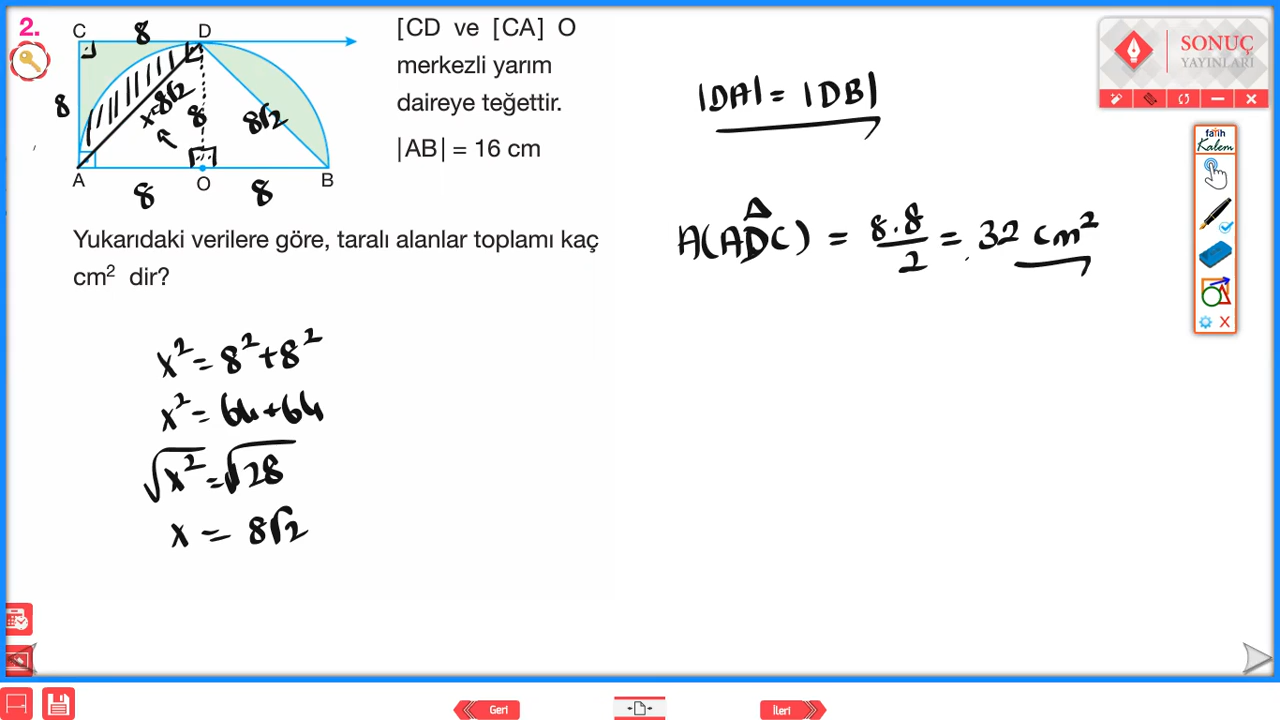 2.
C 8 D
8 x=8√2 8 8√2
A O B
8 8
[CD ve [CA] O
merkezli yarım
daireye teğettir.
|AB| = 16 cm
Yukarıdaki verilere göre, taralı alanlar toplamı kaç
cm² dir?
x² = 8² + 8²
x² = 64 + 64
√x² = √128
x = 8√2
|DA| = |DB|
A(ADC) = 8.8/2 = 32 cm²
SONUÇ
YAYINLARI
fatih
Kalem
Geri
İleri